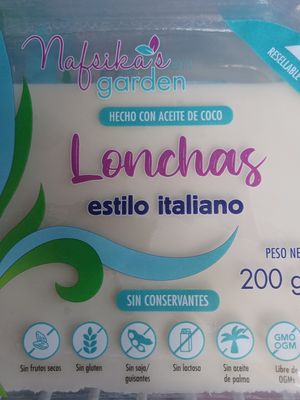 Nafsika's
garden
RESELLABLE
HECHO CON ACEITE DE COCO
Lonchas
estilo italiano
PESO NE
200 g
SIN CONSERVANTES
GMO
OGM
Sin frutos secos
Sin gluten
Sin soja/
guisantes
Sin lactosa
Sin aceite
de palma
Libre de
OGMs